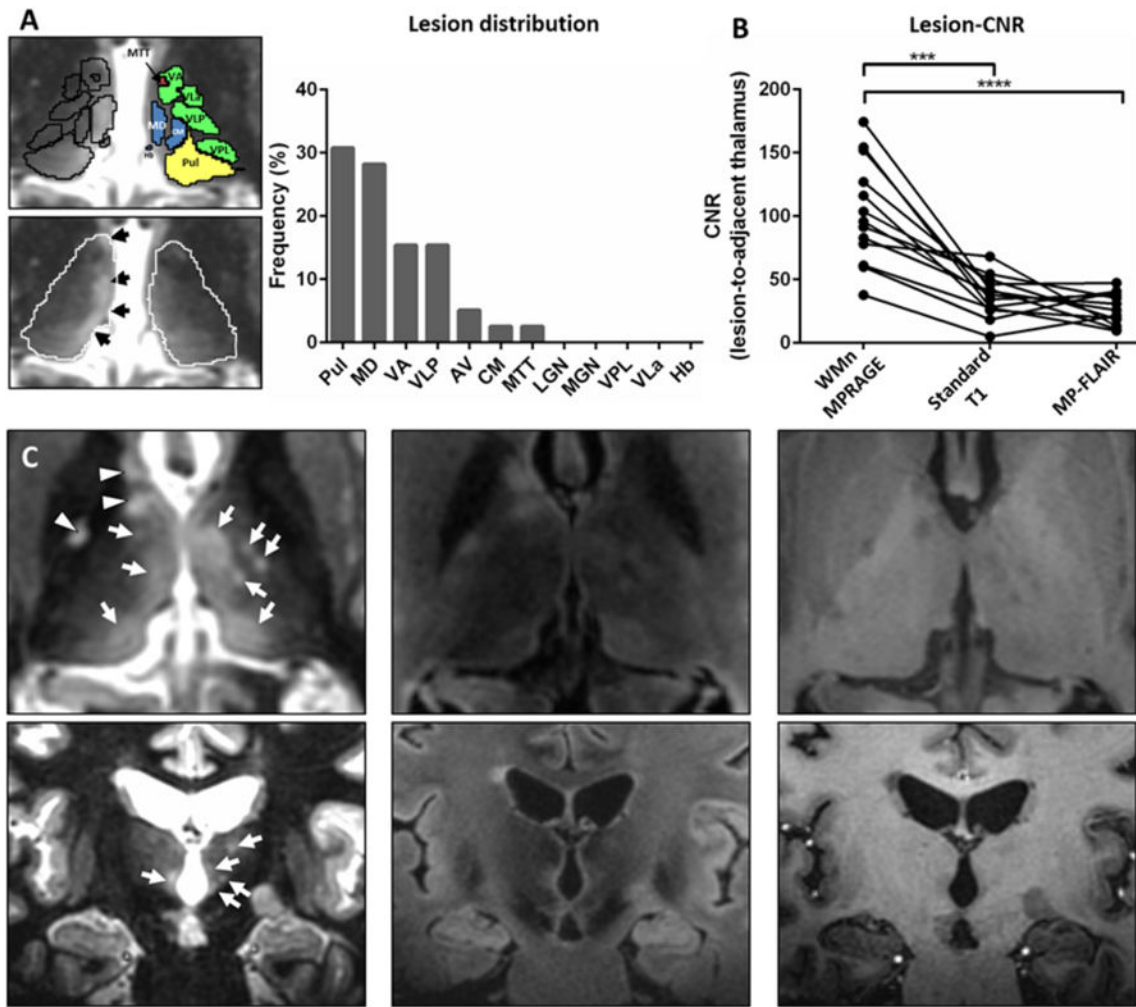 A
Lesion distribution
MTT
VA
VLa
VLP
MD
CM
Hb
VPL
Pul
Frequency (%)
40
30
20
10
0
Pul
MD
VA
VLP
AV
CM
MTT
LGN
MGN
VPL
VLa
Hb
B
Lesion-CNR
***
****
CNR
(lesion-to-adjacent thalamus)
200
150
100
50
0
WMn
MPRAGE
Standard
T1
MP-FLAIR
C